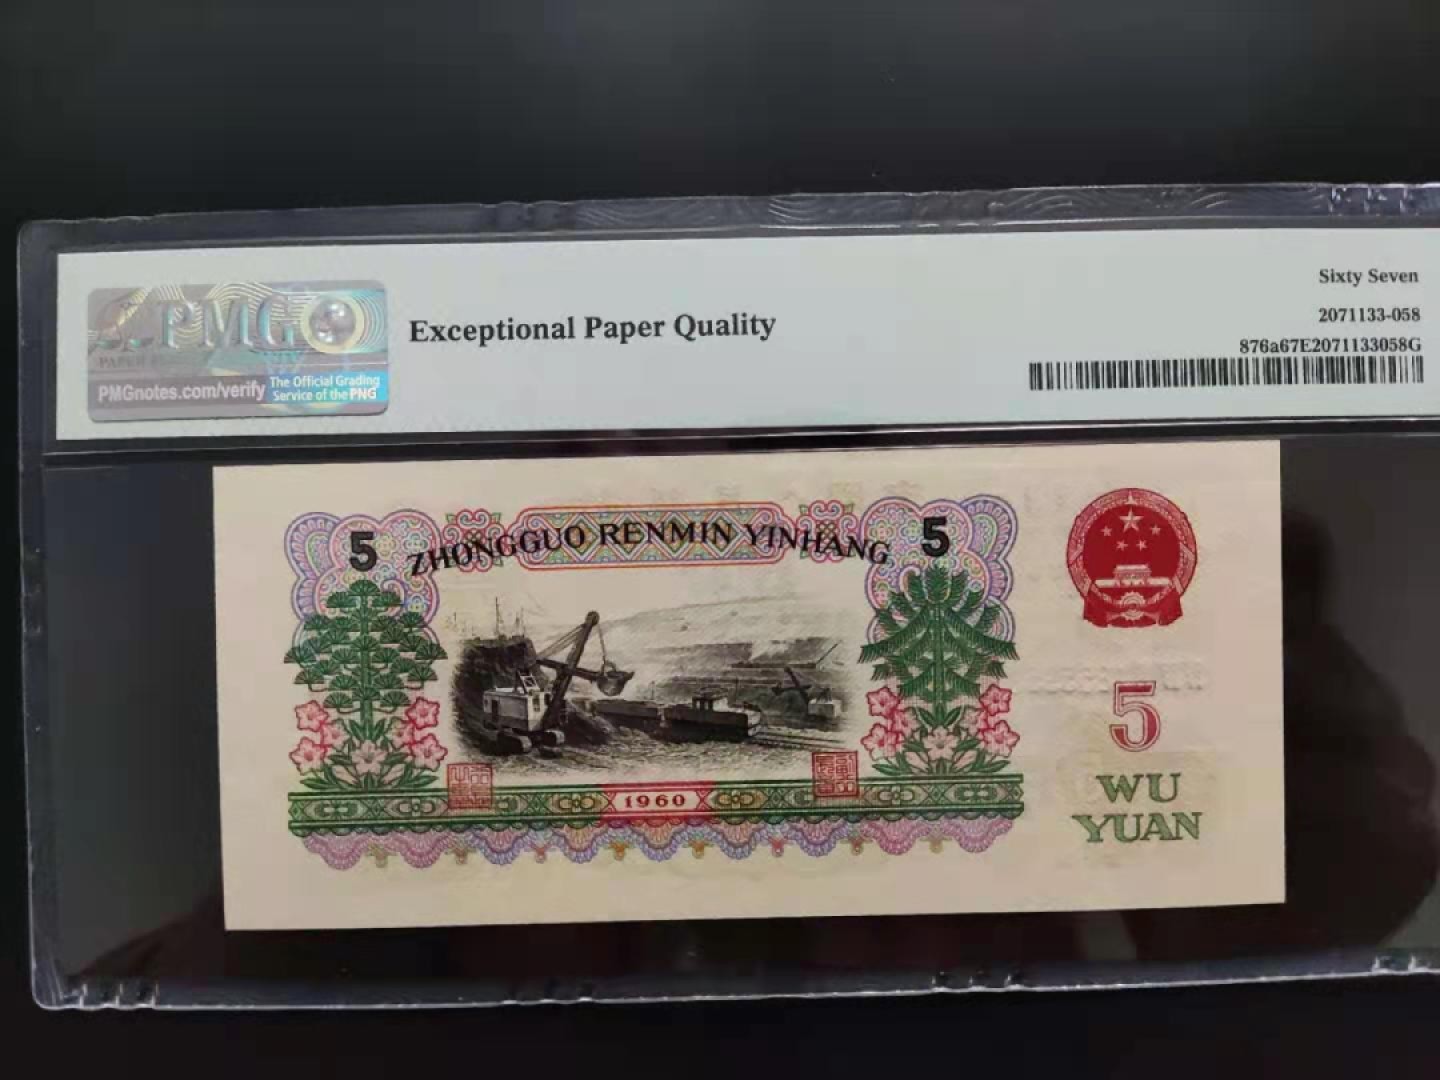 PMG
PMGnotes.com/verify
The Official Grading
Service of the PNG
Exceptional Paper Quality
Sixty Seven
2071133-058
876a67E2071133058G
5
ZHONGGUO RENMIN YINHANG
5
1960
5
WU
YUAN